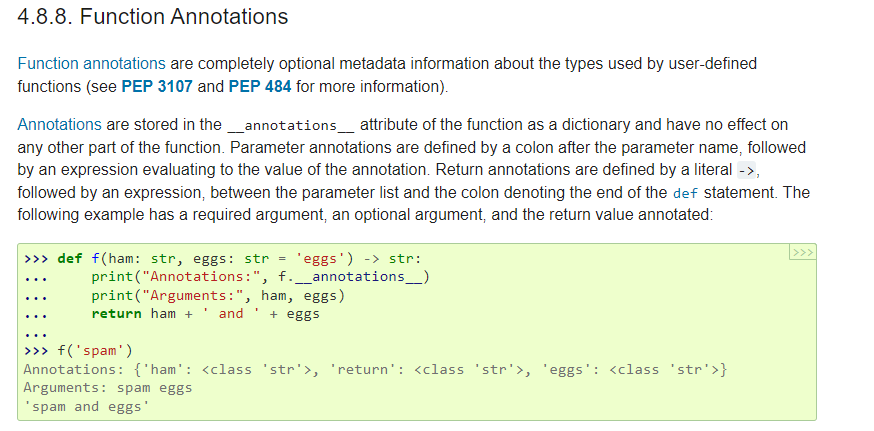 4.8.8. Function Annotations
Function annotations are completely optional metadata information about the types used by user-defined
functions (see PEP 3107 and PEP 484 for more information).
Annotations are stored in the __annotations__ attribute of the function as a dictionary and have no effect on
any other part of the function. Parameter annotations are defined by a colon after the parameter name, followed
by an expression evaluating to the value of the annotation. Return annotations are defined by a literal ->,
followed by an expression, between the parameter list and the colon denoting the end of the def statement. The
following example has a required argument, an optional argument, and the return value annotated:
>>>
>>> def f(ham: str, eggs: str = 'eggs') -> str:
...     print("Annotations:", f.__annotations__)
...     print("Arguments:", ham, eggs)
...     return ham + ' and ' + eggs
...
>>> f('spam')
Annotations: {'ham': <class 'str'>, 'return': <class 'str'>, 'eggs': <class 'str'>}
Arguments: spam eggs
'spam and eggs'